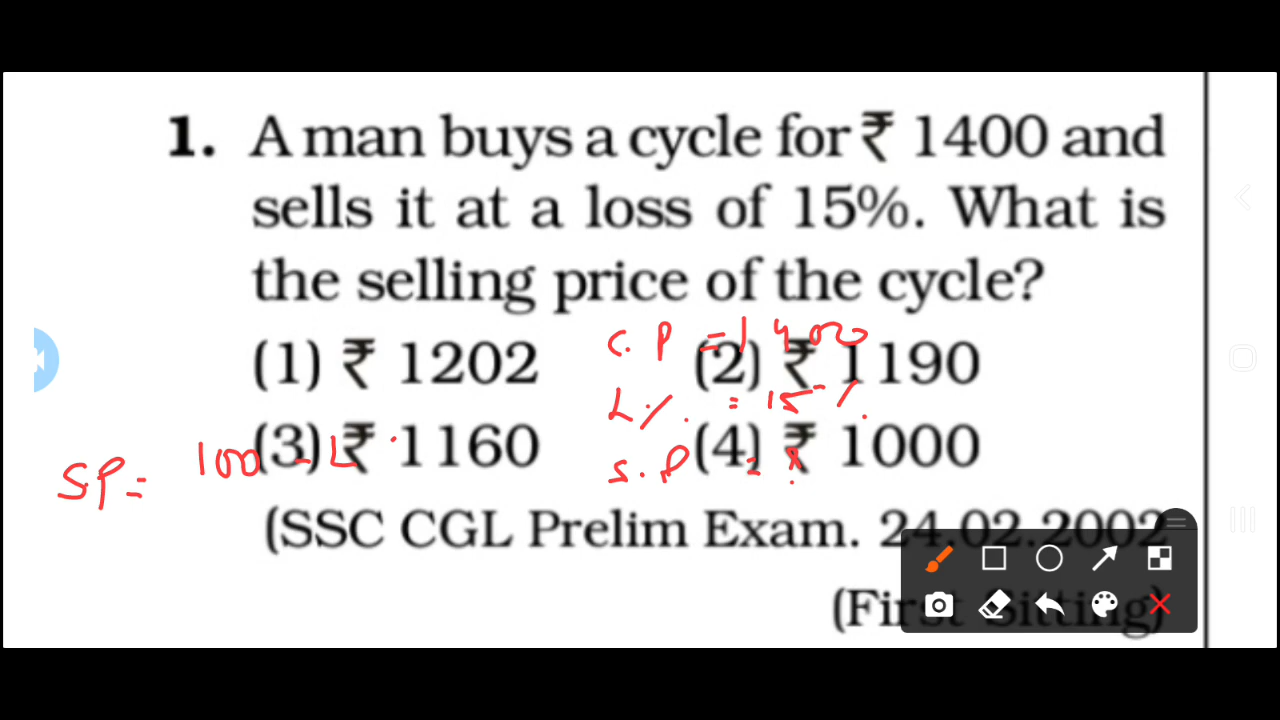 1. A man buys a cycle for ₹ 1400 and
sells it at a loss of 15%. What is
the selling price of the cycle?
(1) ₹ 1202 (2) ₹ 1190
C.P = 1400
L%. = 15%.
(3) ₹ 1160 (4) ₹ 1000
SP = 100 - L
S.P = ?
(SSC CGL Prelim Exam. 24.02.2002
(First Sitting)